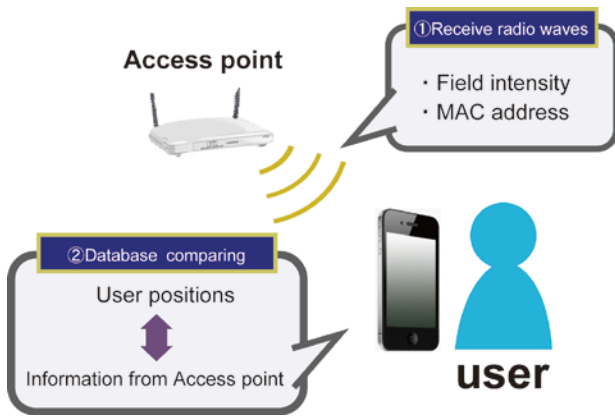 ①Receive radio waves
Access point
・Field intensity
・MAC address
②Database comparing
User positions
Information from Access point
user